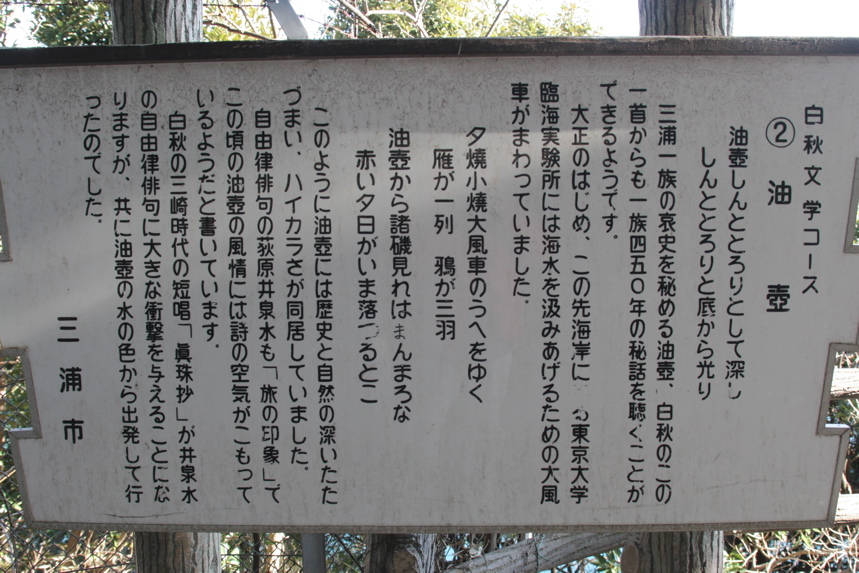 白秋文学コース
②油壺
油壺しんととろりとして深し
しんととろりと底から光り
三浦一族の哀史を秘める油壺、白秋のこの
一首からも一族四五〇年の秘話を聴くことが
できるようです。
大正のはじめ、この先海岸に る東京大学
臨海実験所には海水を汲みあげるための大風
車がまわっていました。
夕焼小焼大風車のうへをゆく
雁が一列 鴉が三羽
油壺から諸磯見ればまんまろな
赤い夕日がいま落つるとこ
このように油壺には歴史と自然の深いたた
づまい、ハイカラさが同居していました。
自由律俳句の荻原井泉水も「旅の印象」で
この頃の油壺の風情には詩の空気がこもって
いるようだと書いています。
白秋の三崎時代の短唱「真珠抄」が井泉水
の自由律俳句に大きな衝撃を与えることにな
りますが、共に油壺の水の色から出発して行
ったのでした。
三浦市